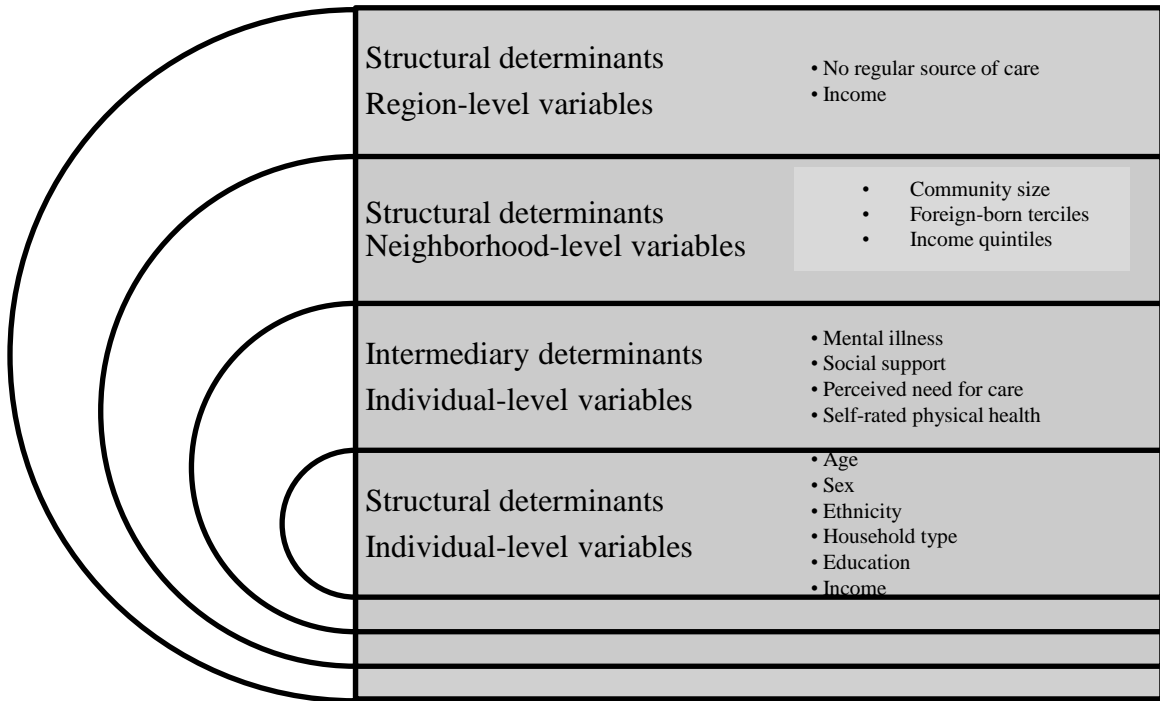 Structural determinants
Region-level variables
• No regular source of care
• Income
Structural determinants
Neighborhood-level variables
• Community size
• Foreign-born terciles
• Income quintiles
Intermediary determinants
Individual-level variables
• Mental illness
• Social support
• Perceived need for care
• Self-rated physical health
Structural determinants
Individual-level variables
• Age
• Sex
• Ethnicity
• Household type
• Education
• Income